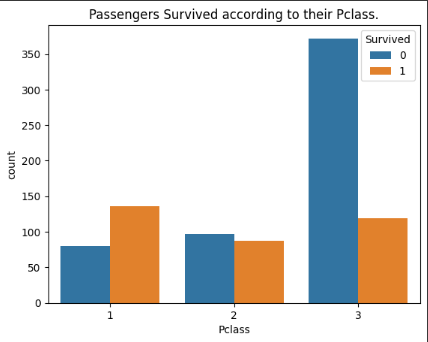 Passengers Survived according to their Pclass.
Survived
0
1
350
300
250
200
150
100
50
0
count
1 2 3
Pclass